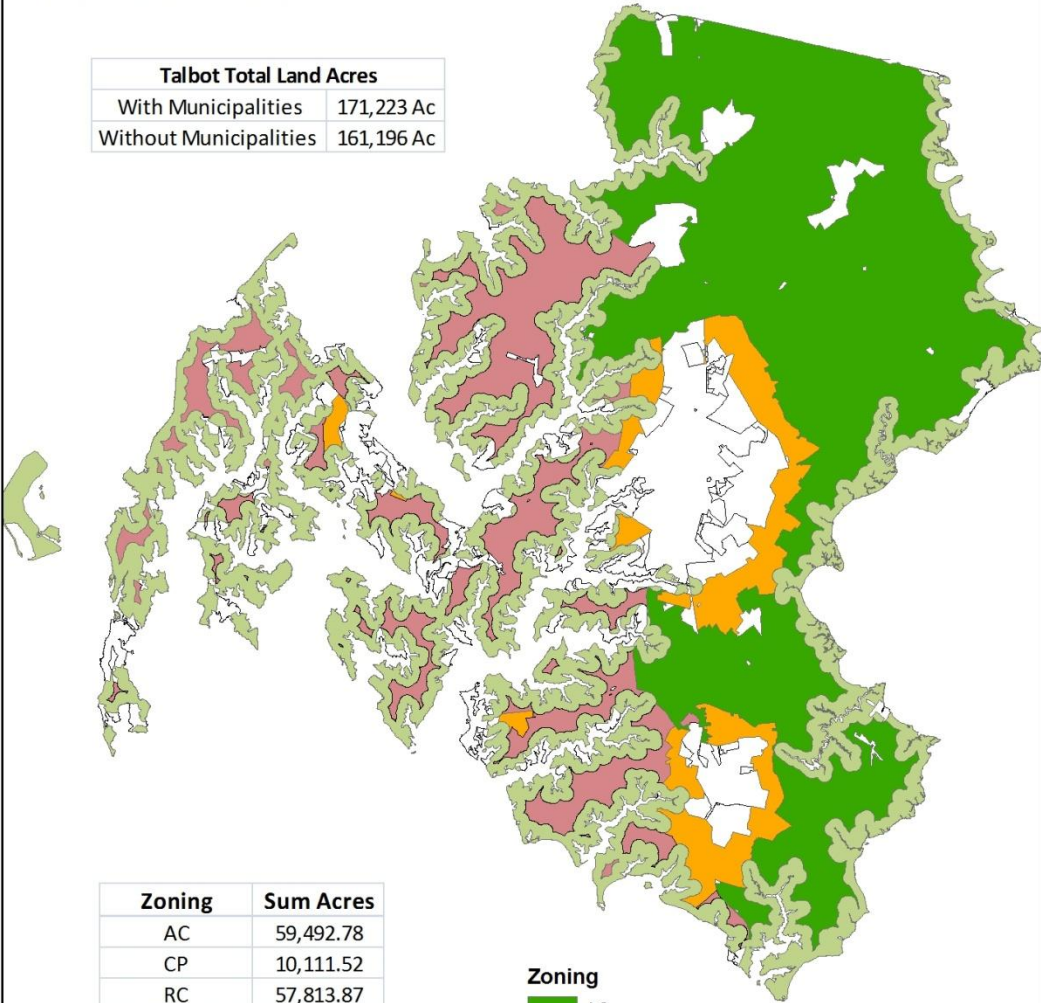 Talbot Total Land Acres
With Municipalities 171,223 Ac
Without Municipalities 161,196 Ac
Zoning Sum Acres
AC 59,492.78
CP 10,111.52
RC 57,813.87
Zoning